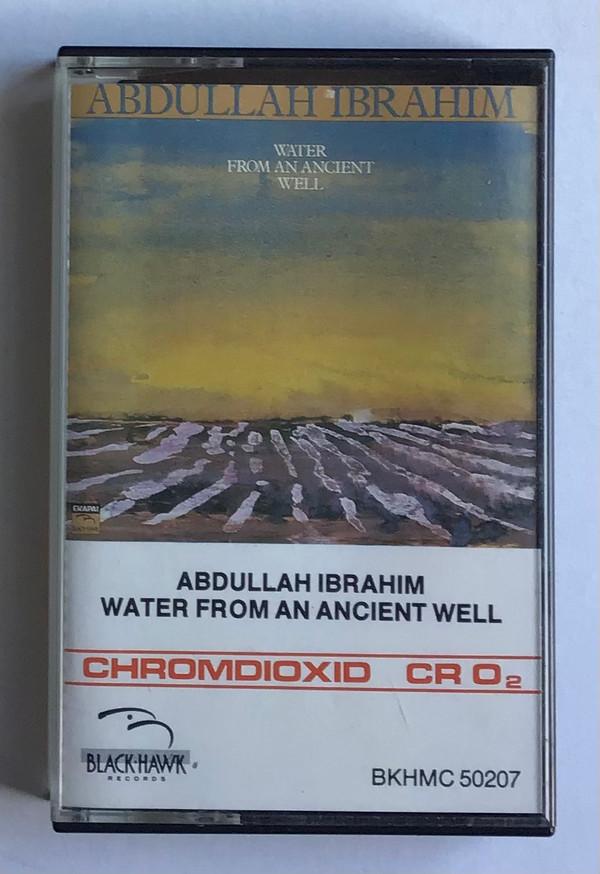 ABDULLAH IBRAHIM
WATER
FROM AN ANCIENT
WELL
EKAPA
ABDULLAH IBRAHIM
WATER FROM AN ANCIENT WELL
CHROMDIOXID CR O₂
BLACK-HAWK
RECORDS
BKHMC 50207